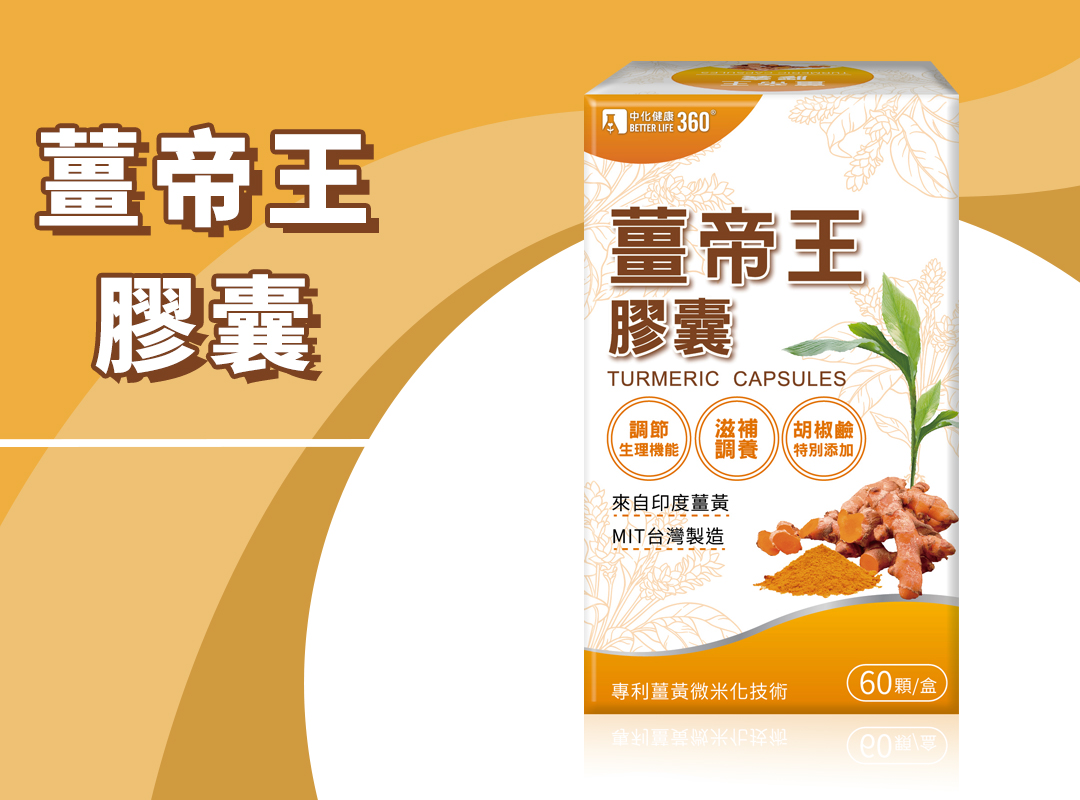 薑帝王
膠囊
中化健康
BETTER LIFE 360®
薑帝王
膠囊
TURMERIC CAPSULES
調節
生理機能
滋補
調養
胡椒鹼
特別添加
來自印度薑黃
MIT台灣製造
專利薑黃微米化技術
60顆/盒